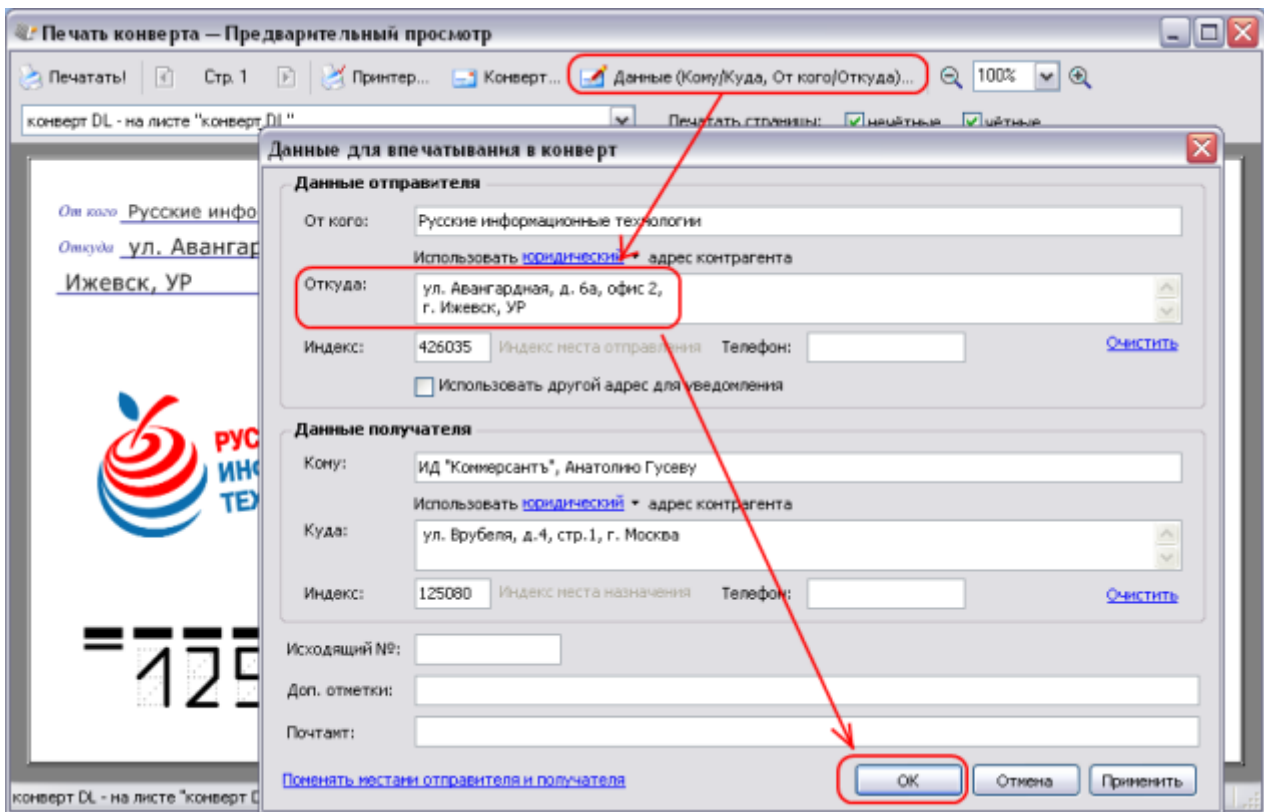 Печать конверта — Предварительный просмотр
Печатать! Стр. 1 Принтер... Конверт... Данные (Кому/Куда, От кого/Откуда)... 100%
конверт DL - на листе "конверт DL" Печатать страницы: нечётные чётные
Данные для впечатывания в конверт
Данные отправителя
От кого Русские инфо
От кого: Русские информационные технологии
Откуда ул. Авангар
Использовать юридический адрес контрагента
Ижевск, УР
Откуда: ул. Авангардная, д. 6а, офис 2,
г. Ижевск, УР
Индекс: 426035 Индекс места отправления Телефон: Очистить
Использовать другой адрес для уведомления
РУС
ИНФ
ТЕХ
Данные получателя
Кому: ИД "Коммерсантъ", Анатолию Гусеву
Использовать юридический адрес контрагента
Куда: ул. Врубеля, д.4, стр.1, г. Москва
Индекс: 125080 Индекс места назначения Телефон: Очистить
125
Исходящий №:
Доп. отметки:
Почтамт:
Поменять местами отправителя и получателя OK Отмена Применить
конверт DL - на листе "конверт D